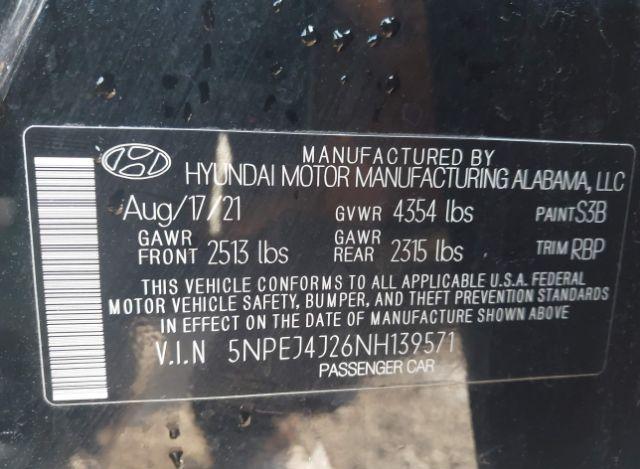 MANUFACTURED BY
HYUNDAI MOTOR MANUFACTURING ALABAMA, LLC
Aug/17/21 GVWR 4354 lbs PAINT S3B
GAWR FRONT 2513 lbs GAWR REAR 2315 lbs TRIM RBP
THIS VEHICLE CONFORMS TO ALL APPLICABLE U.S.A. FEDERAL
MOTOR VEHICLE SAFETY, BUMPER, AND THEFT PREVENTION STANDARDS
IN EFFECT ON THE DATE OF MANUFACTURE SHOWN ABOVE
V.I.N 5NPEJ4J26NH139571
PASSENGER CAR